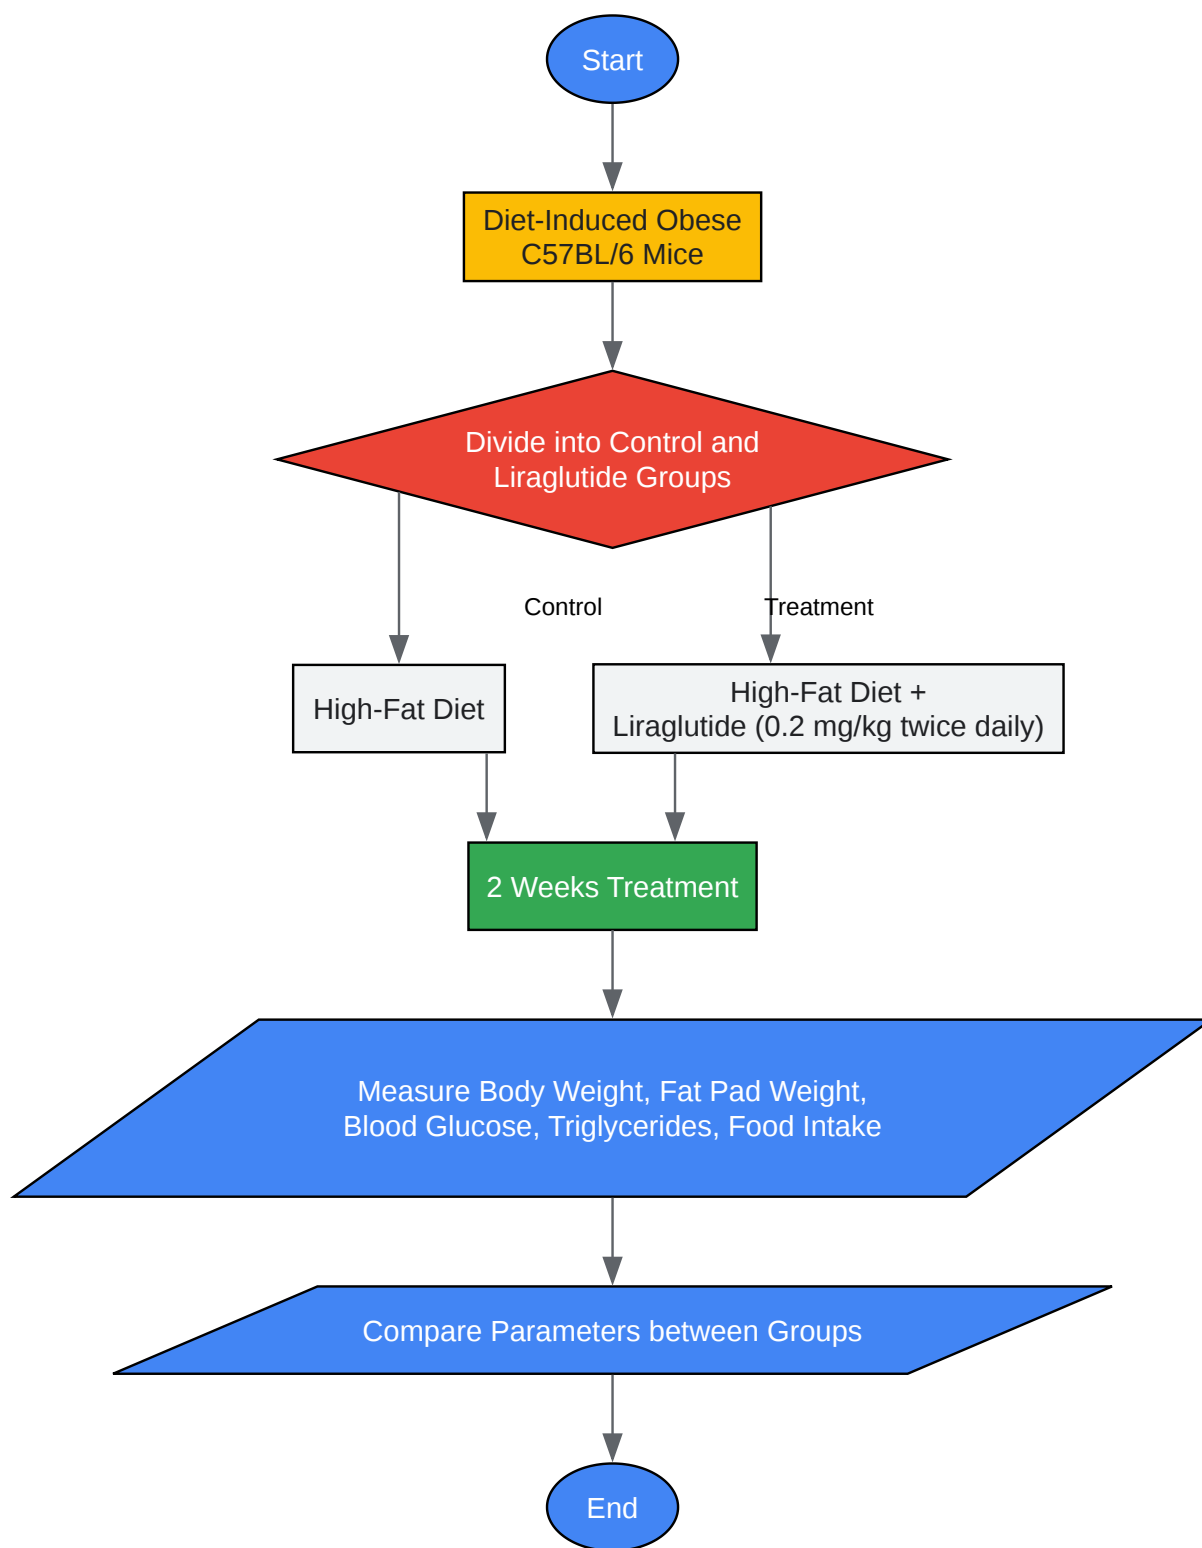 Start
Diet-Induced Obese
C57BL/6 Mice
Divide into Control and
Liraglutide Groups
Control
Treatment
High-Fat Diet
High-Fat Diet +
Liraglutide (0.2 mg/kg twice daily)
2 Weeks Treatment
Measure Body Weight, Fat Pad Weight,
Blood Glucose, Triglycerides, Food Intake
Compare Parameters between Groups
End